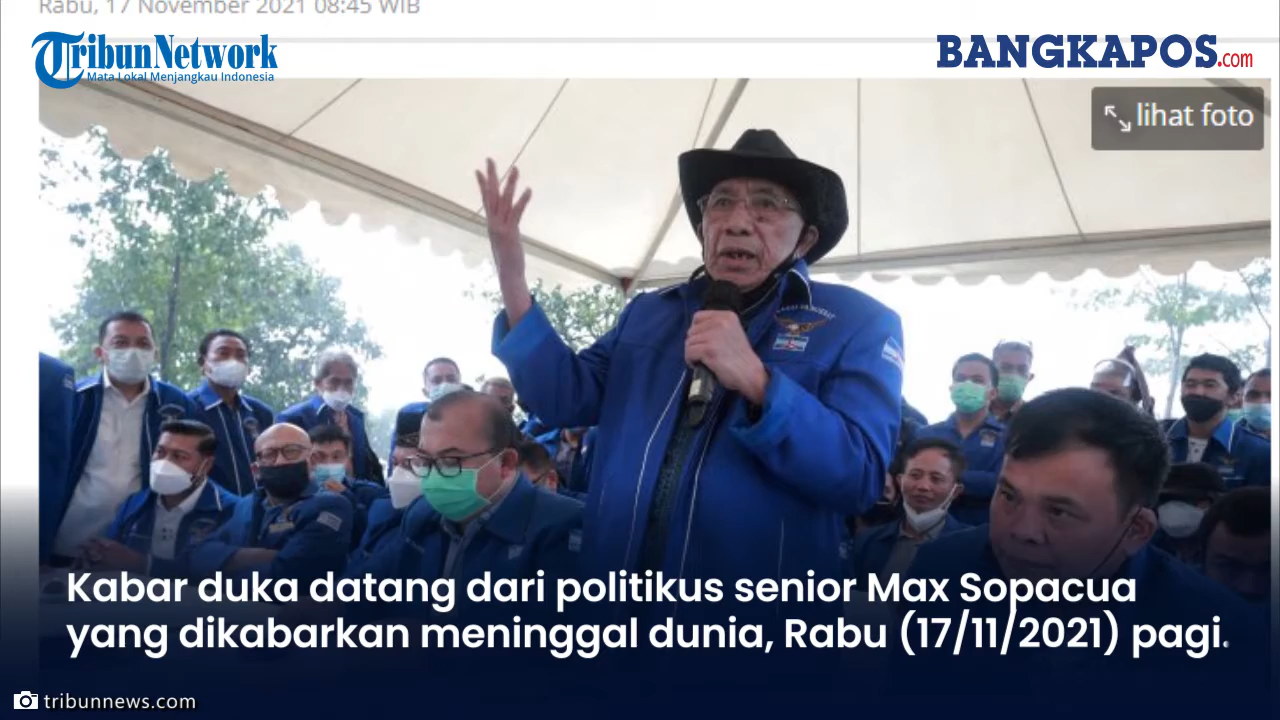 Rabu, 17 November 2021 08:45 WIB
TribunNetwork
Mata Lokal Menjangkau Indonesia
BANGKAPOS.com
lihat foto
Kabar duka datang dari politikus senior Max Sopacua
yang dikabarkan meninggal dunia, Rabu (17/11/2021) pagi.
tribunnews.com